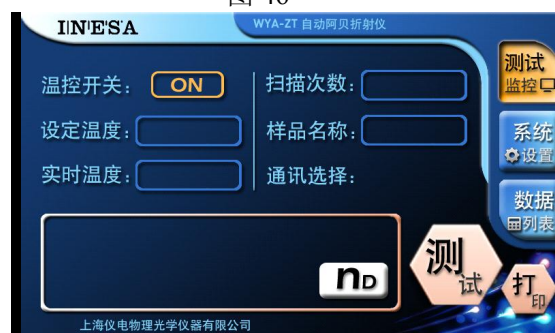 INESA
WYA-ZT 自动阿贝折射仪
温控开关： ON
扫描次数：
设定温度：
样品名称：
实时温度：
通讯选择：
测试
监控
系统
设置
数据
列表
nD
测试
打印
上海仪电物理光学仪器有限公司